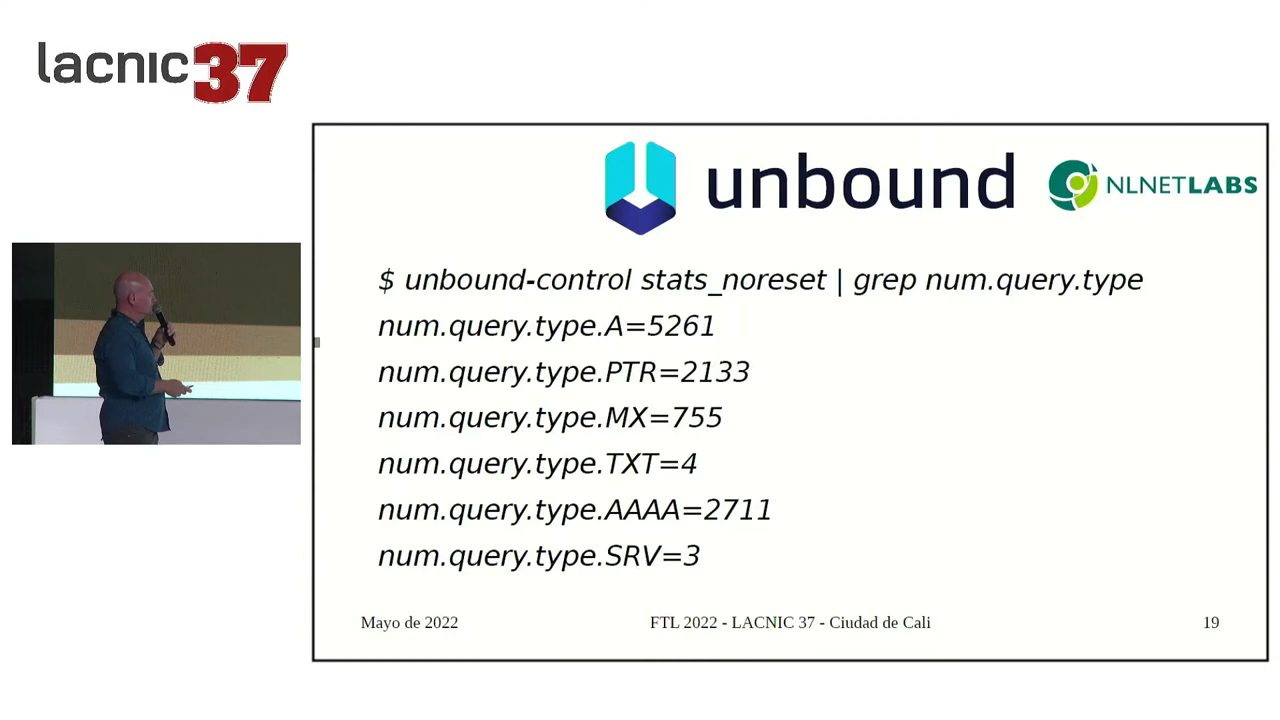 lacnic37
unbound
NLNETLABS
$ unbound-control stats_noreset | grep num.query.type
num.query.type.A=5261
num.query.type.PTR=2133
num.query.type.MX=755
num.query.type.TXT=4
num.query.type.AAAA=2711
num.query.type.SRV=3
Mayo de 2022
FTL 2022 - LACNIC 37 - Ciudad de Cali
19